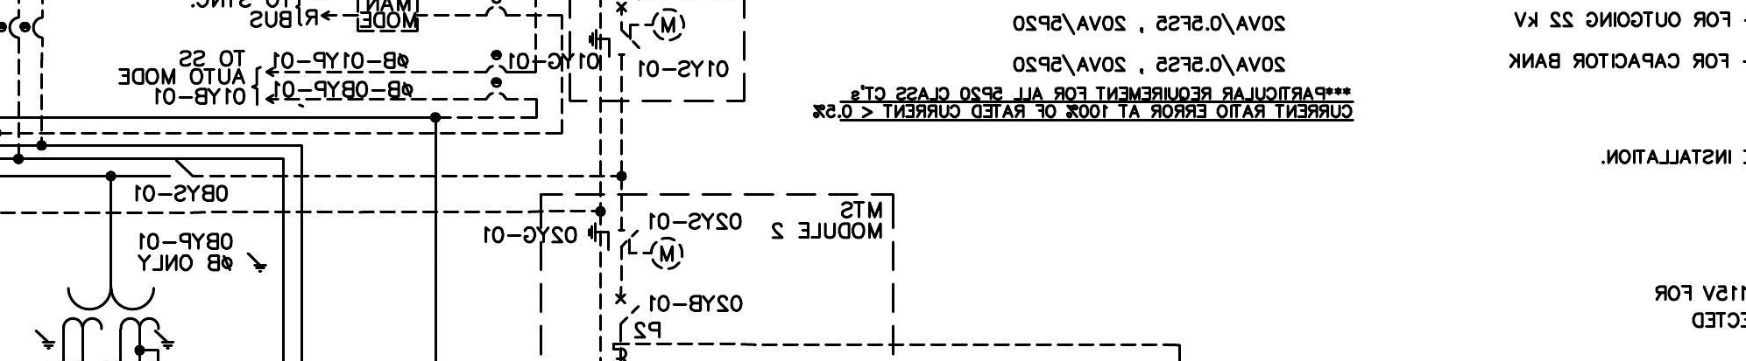 TO SYNC.
R\BUS
MAN
MODE
M
20VA/0.5FS5 , 20VA/5P20
- FOR OUTGOING 22 kV
TO SS
AUTO MODE
01YB-01
ØB-01YP-01
ØB-0BYP-01
01YG-01
01YS-01
20VA/0.5FS5 , 20VA/5P20
- FOR CAPACITOR BANK
***PARTICULAR REQUIREMENT FOR ALL 5P20 CLASS CT's
CURRENT RATIO ERROR AT 100% OF RATED CURRENT < 0.5%
INSTALLATION.
0BYS-01
0BYP-01
ØB ONLY
02YG-01
02YS-01
M
MTS
MODULE 2
02YB-01
P2
115V FOR
ECTED